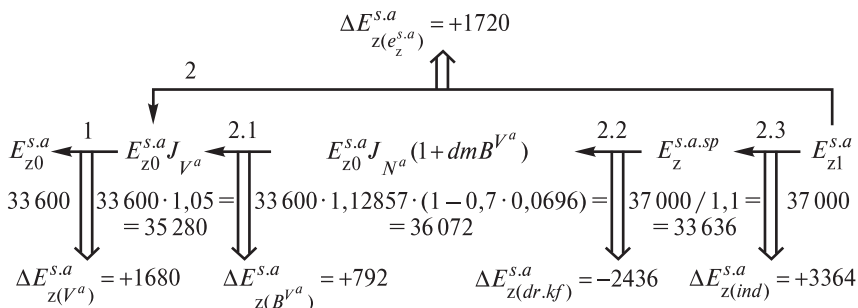 ΔE^{s.a}_{z(e_z^{s.a})} = +1720
2
1 2.1 2.2 2.3
E^{s.a}_{z0} E^{s.a}_{z0} J_{V^a} E^{s.a}_{z0} J_{N^a} (1 + dmB^{V^a}) E^{s.a.sp}_z E^{s.a}_{z1}
33 600 33 600 · 1,05 = 33 600 · 1,12857 · (1 – 0,7 · 0,0696) = 37 000 / 1,1 = 37 000
= 35 280 = 36 072 = 33 636
ΔE^{s.a}_{z(V^a)} = +1680 ΔE^{s.a}_{z(B^{V^a})} = +792 ΔE^{s.a}_{z(dr.kf)} = –2436 ΔE^{s.a}_{z(ind)} = +3364